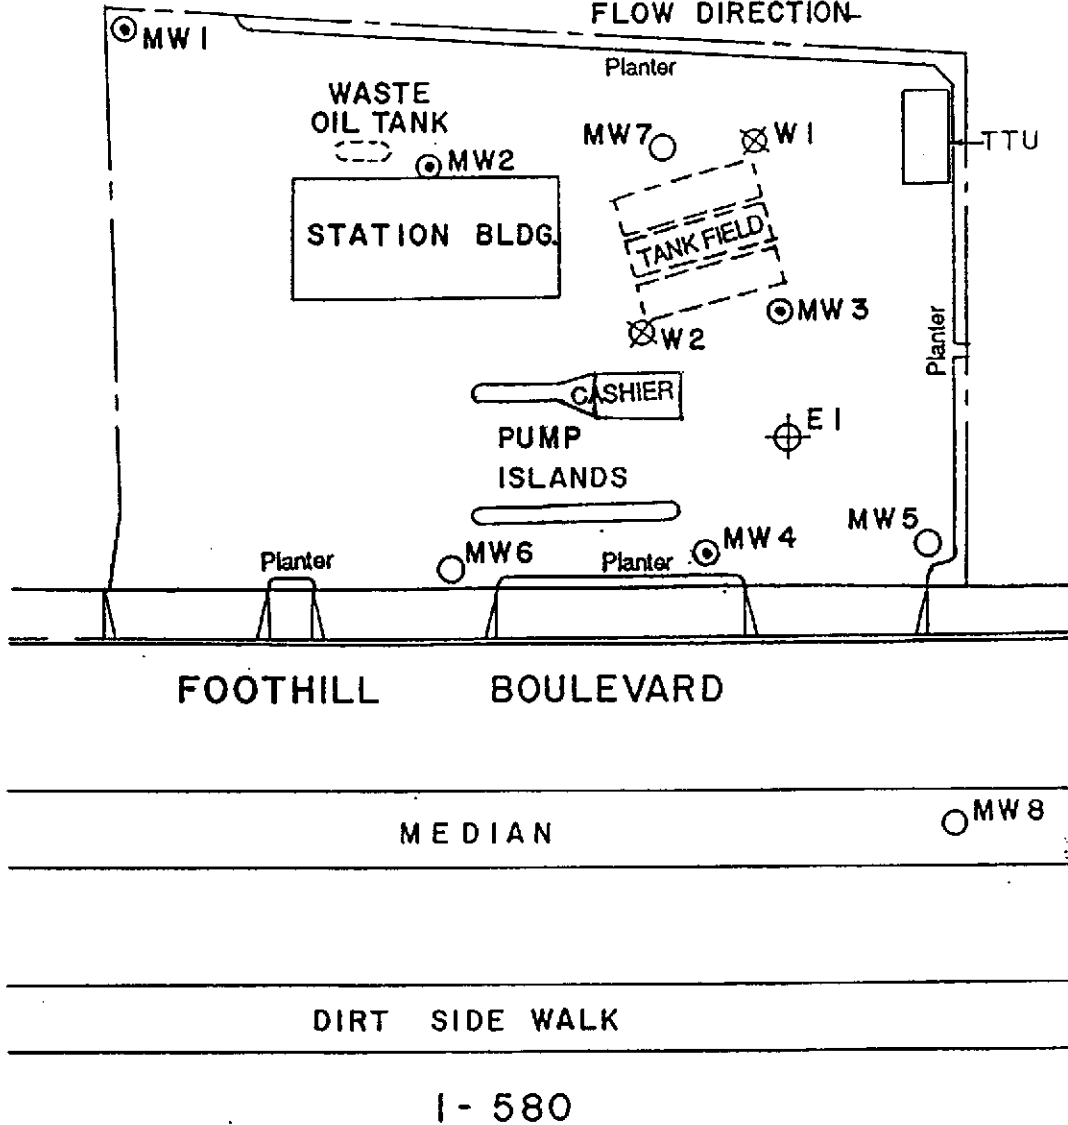 FLOW DIRECTION
MW1
Planter
WASTE
OIL TANK
MW7
W1
TTU
MW2
STATION BLDG.
TANK FIELD
MW3
W2
Planter
CASHIER
E1
PUMP
ISLANDS
MW5
MW4
MW6
Planter
Planter
FOOTHILL BOULEVARD
MW8
MEDIAN
DIRT SIDE WALK
I-580